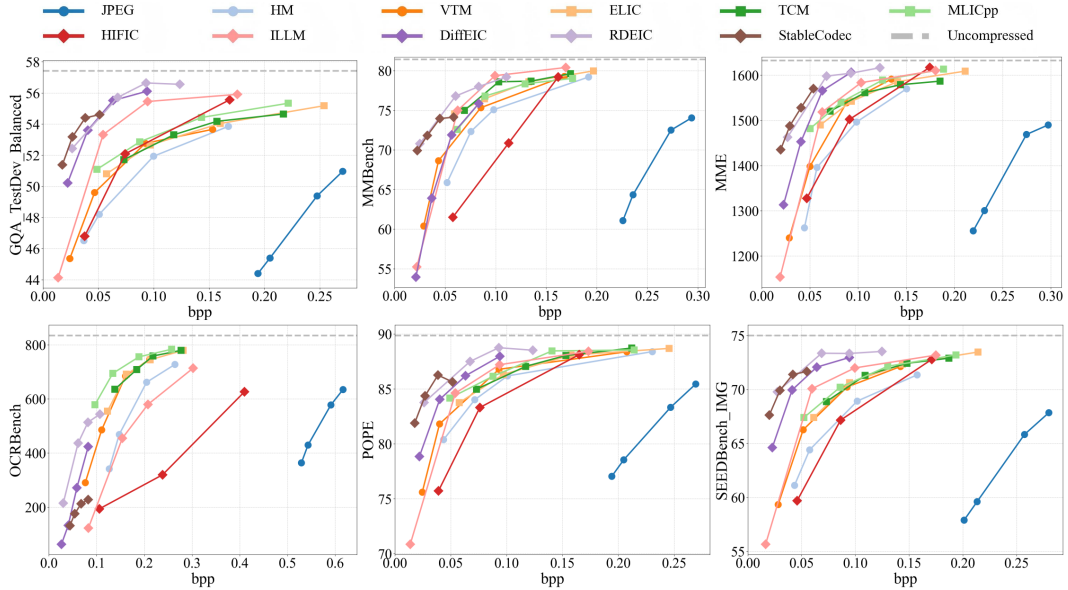 JPEG HM VTM ELIC TCM MLICpp
HIFIC ILLM DiffEIC RDEIC StableCodec Uncompressed
GQA_TestDev_Balanced
58
56
54
52
50
48
46
44
0.00 0.05 0.10 0.15 0.20 0.25
bpp
MMBench
80
75
70
65
60
55
0.00 0.05 0.10 0.15 0.20 0.25 0.30
bpp
MME
1600
1500
1400
1300
1200
0.00 0.05 0.10 0.15 0.20 0.25 0.30
bpp
OCRBench
800
600
400
200
0.0 0.1 0.2 0.3 0.4 0.5 0.6
bpp
POPE
90
85
80
75
70
0.00 0.05 0.10 0.15 0.20 0.25
bpp
SEEDBench_IMG
75
70
65
60
55
0.00 0.05 0.10 0.15 0.20 0.25
bpp